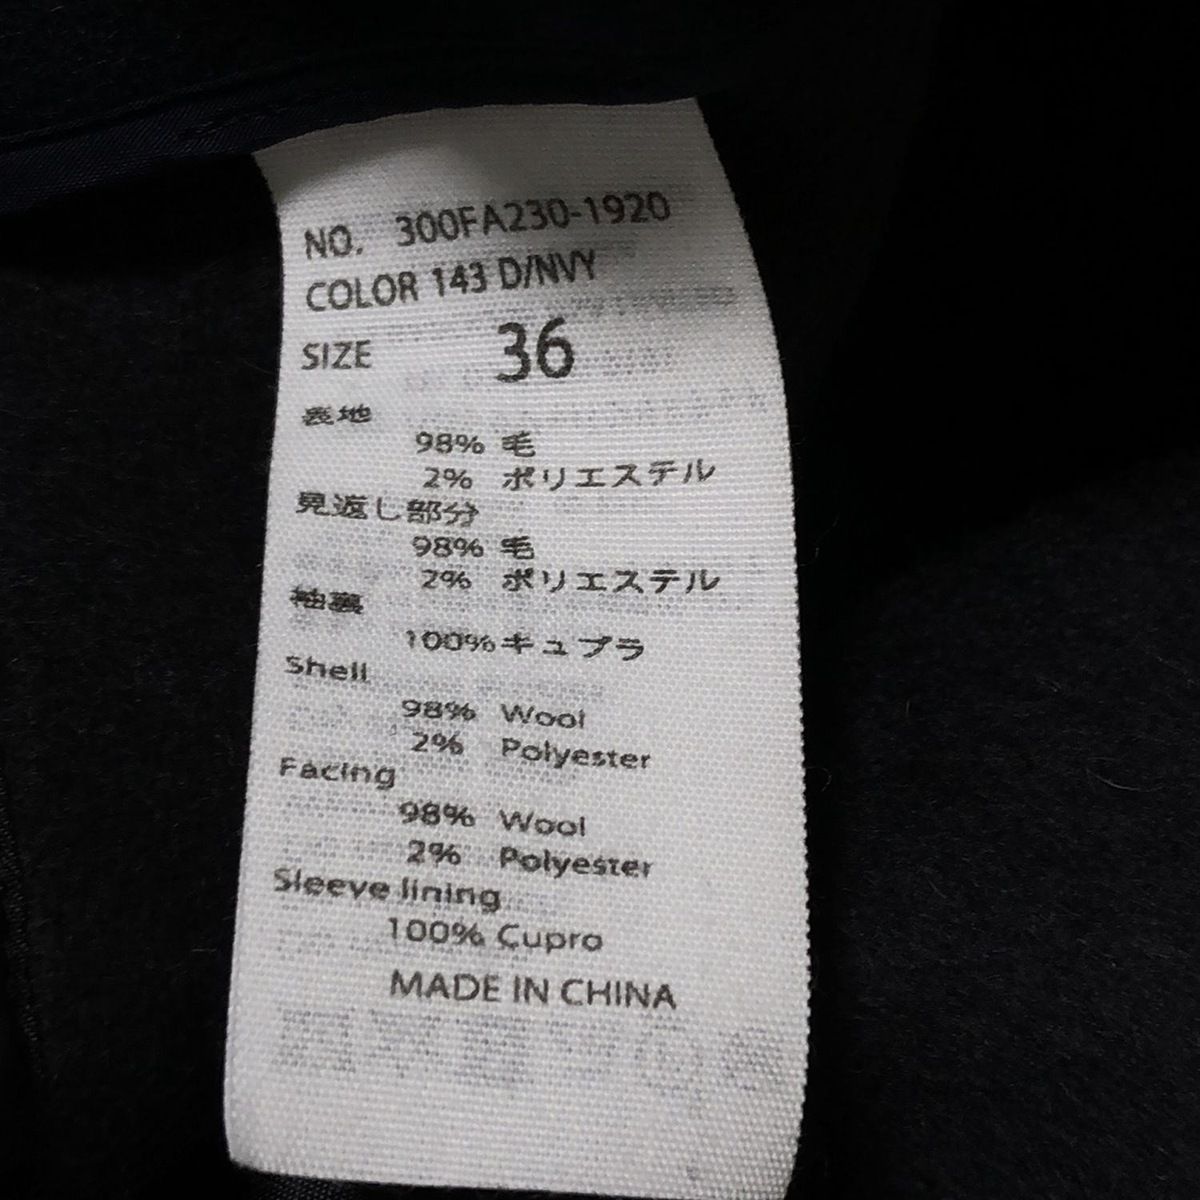 NO. 300FA230-1920
COLOR 143 D/NVY
SIZE 36
表地
98% 毛
2% ポリエステル
見返し部分
98% 毛
2% ポリエステル
袖裏
100% キュプラ
Shell
98% Wool
2% Polyester
Facing
98% Wool
2% Polyester
Sleeve lining
100% Cupro
MADE IN CHINA